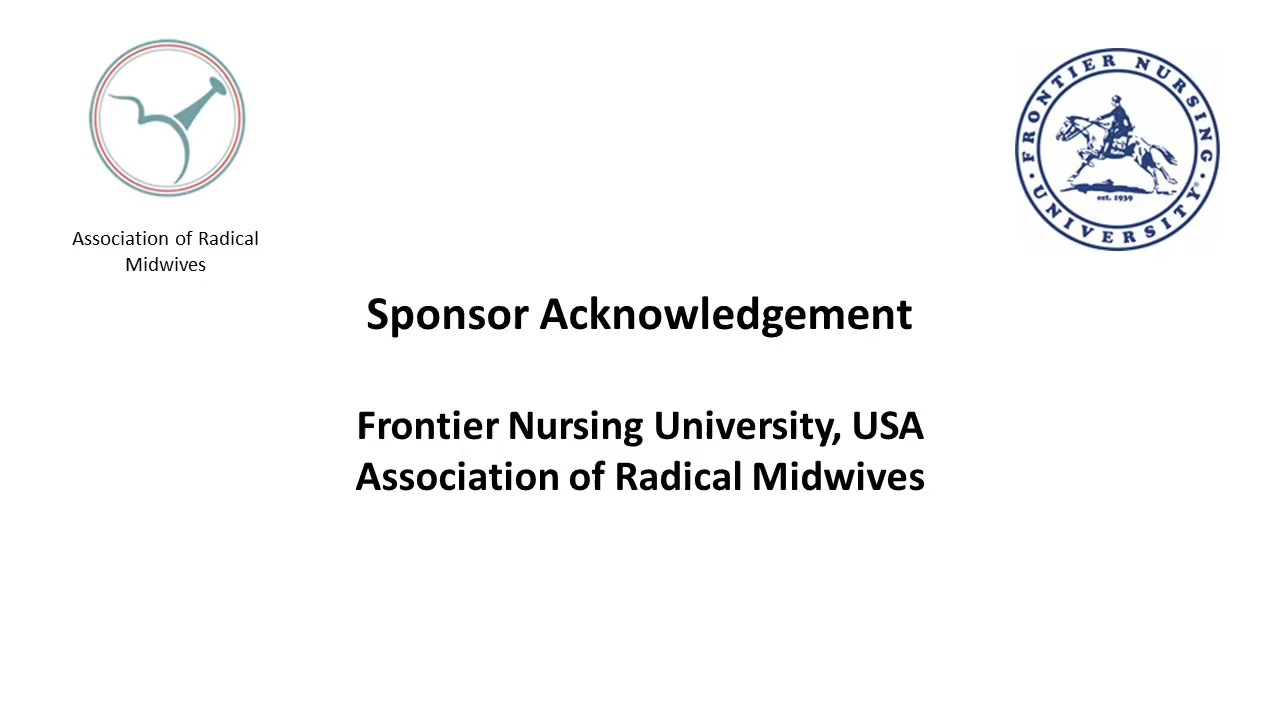 FRONTIER NURSING
UNIVERSITY®
est. 1939
Association of Radical
Midwives
Sponsor Acknowledgement
Frontier Nursing University, USA
Association of Radical Midwives